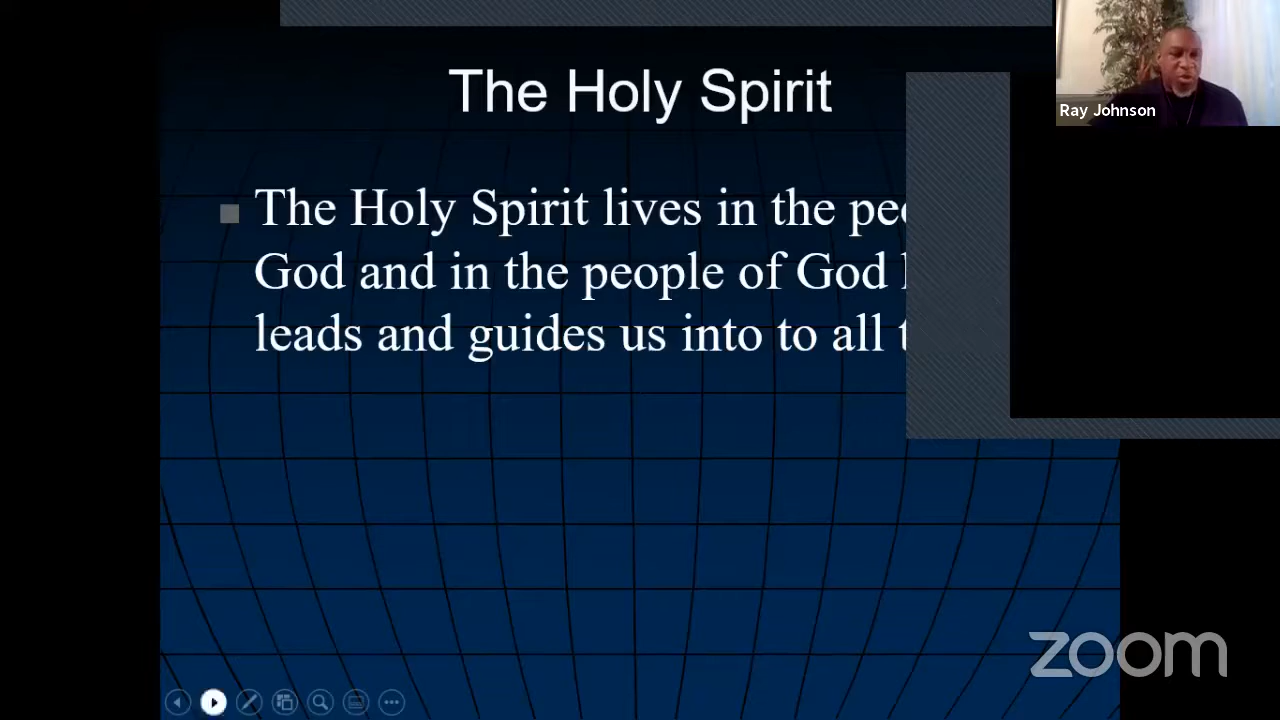 The Holy Spirit
Ray Johnson
The Holy Spirit lives in the
God and in the people of God
leads and guides us into to all
zoom